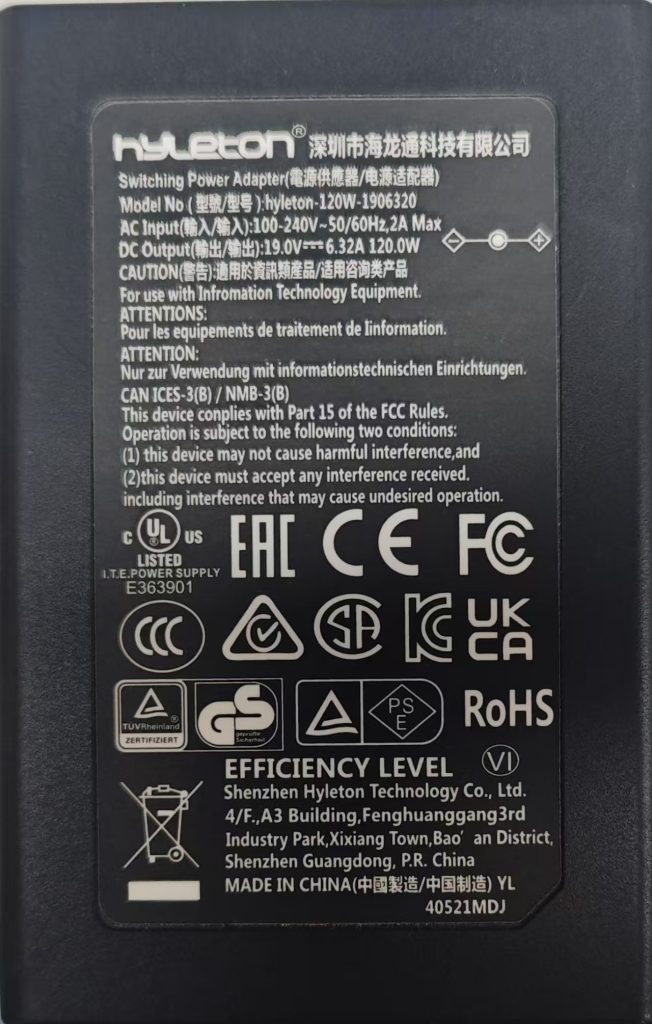 hyleton® 深圳市海龙通科技有限公司
Switching Power Adapter(電源供應器/电源适配器)
Model No ( 型號/型号 ):hyleton-120W-1906320
AC Input(輸入/输入):100-240V~50/60Hz,2A Max
DC Output(輸出/输出):19.0V⎓6.32A 120.0W
CAUTION(警告):適用於資訊類産品/适用咨询类产品
For use with Infromation Technology Equipment.
ATTENTIONS:
Pour les equipements de traitement de Iinformation.
ATTENTION:
Nur zur Verwendung mit informationstechnischen Einrichtungen.
CAN ICES-3(B) / NMB-3(B)
This device complies with Part 15 of the FCC Rules.
Operation is subject to the following two conditions:
(1) this device may not cause harmful interference,and
(2)this device must accept any interference received.
including interference that may cause undesired operation.
C UL ® US
LISTED
I.T.E.POWER SUPPLY
E363901
EAC CE FC
CCC SA KC UK
CA
TÜVRheinland ®
ZERTIFIZIERT
GS
geprüfte
Sicherheit
PS
E
RoHS
EFFICIENCY LEVEL VI
Shenzhen Hyleton Technology Co., Ltd.
4/F.,A3 Building,Fenghuanggang3rd
Industry Park,Xixiang Town,Bao' an District,
Shenzhen Guangdong, P.R. China
MADE IN CHINA(中國製造/中国制造) YL
40521MDJ